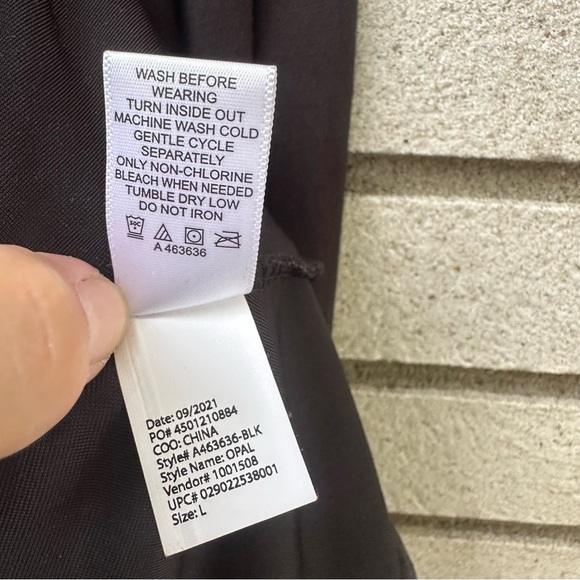 WASH BEFORE
WEARING
TURN INSIDE OUT
MACHINE WASH COLD
GENTLE CYCLE
SEPARATELY
ONLY NON-CHLORINE
BLEACH WHEN NEEDED
TUMBLE DRY LOW
DO NOT IRON
30C
A 463636
Date: 09/2021
PO# 4501210884
COO: CHINA
Style# A463636-BLK
Style Name: OPAL
Vendor# 1001508
UPC# 029022538001
Size: L